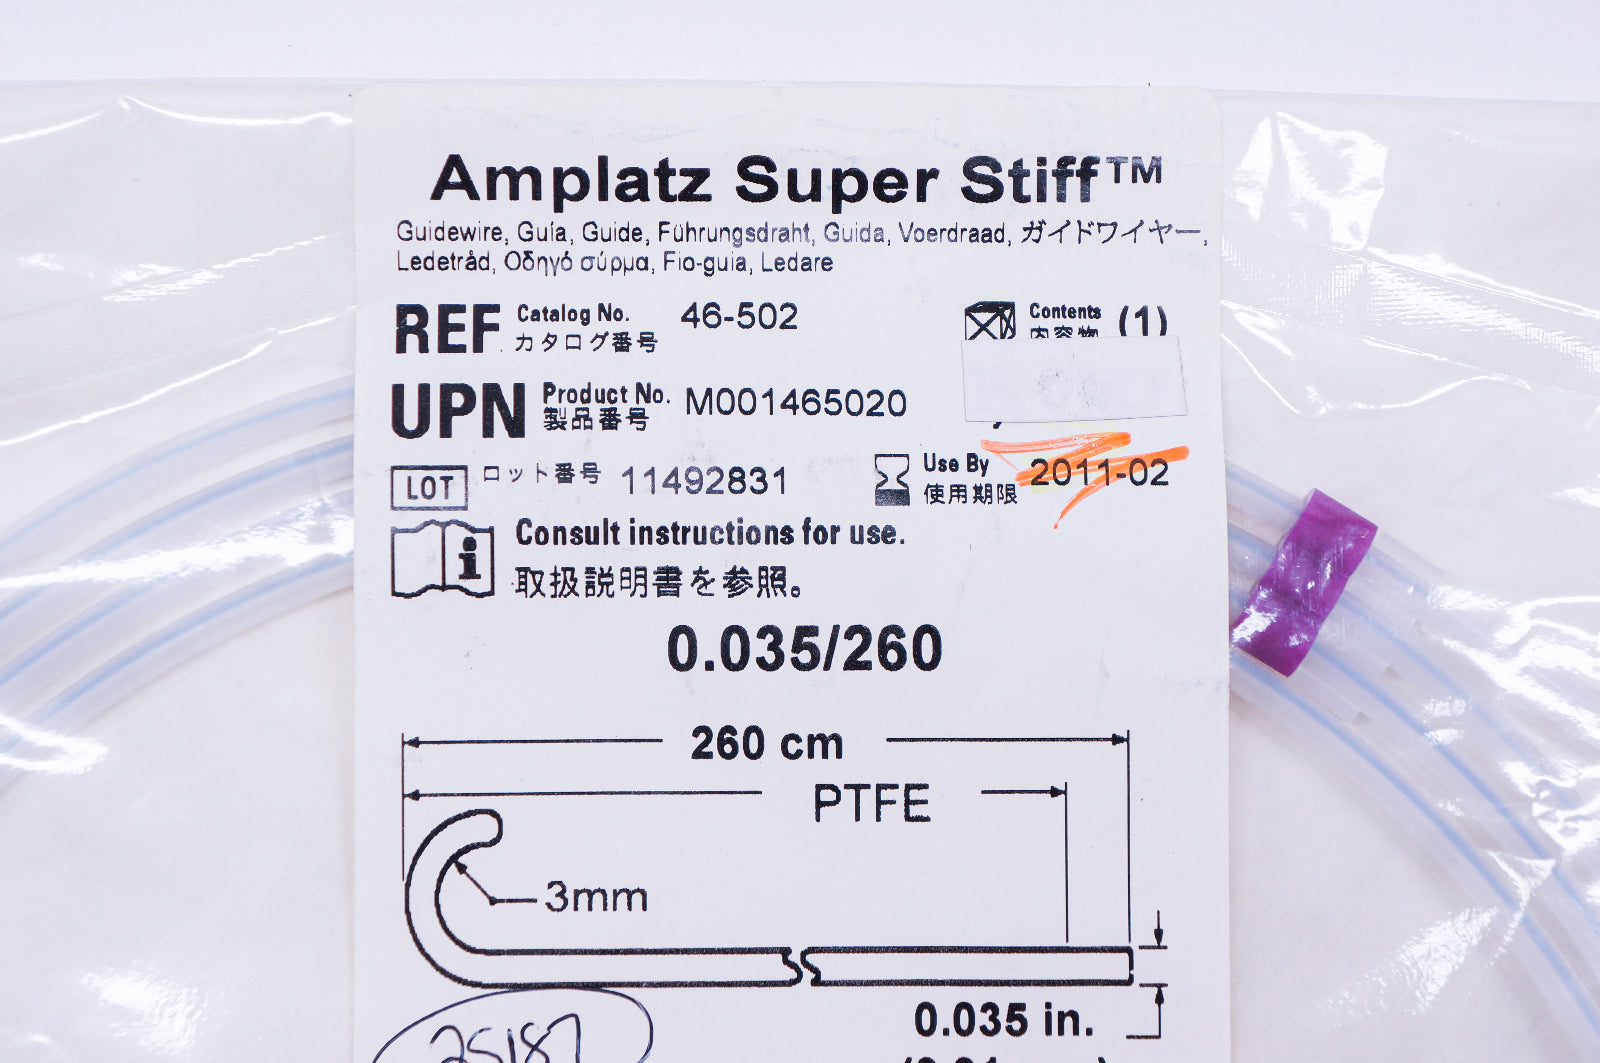 Amplatz Super Stiff™
Guidewire, Guía, Guide, Führungsdraht, Guida, Voerdraad, ガイドワイヤー,
Ledetråd, Οδηγό σύρμα, Fio-guia, Ledare
REF Catalog No. 46-502 Contents (1)
カタログ番号 内容物
UPN Product No. M001465020
製品番号
LOT ロット番号 11492831 Use By 2011-02
使用期限
Consult instructions for use.
取扱説明書を参照。
0.035/260
260 cm
PTFE
3mm
0.035 in.
25187